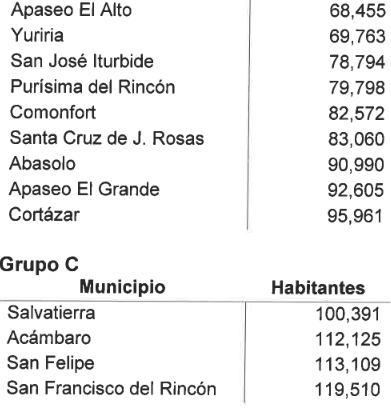 Apaseo El Alto 68,455
Yuriria 69,763
San José Iturbide 78,794
Purísima del Rincón 79,798
Comonfort 82,572
Santa Cruz de J. Rosas 83,060
Abasolo 90,990
Apaseo El Grande 92,605
Cortázar 95,961
Grupo C
Municipio Habitantes
Salvatierra 100,391
Acámbaro 112,125
San Felipe 113,109
San Francisco del Rincón 119,510